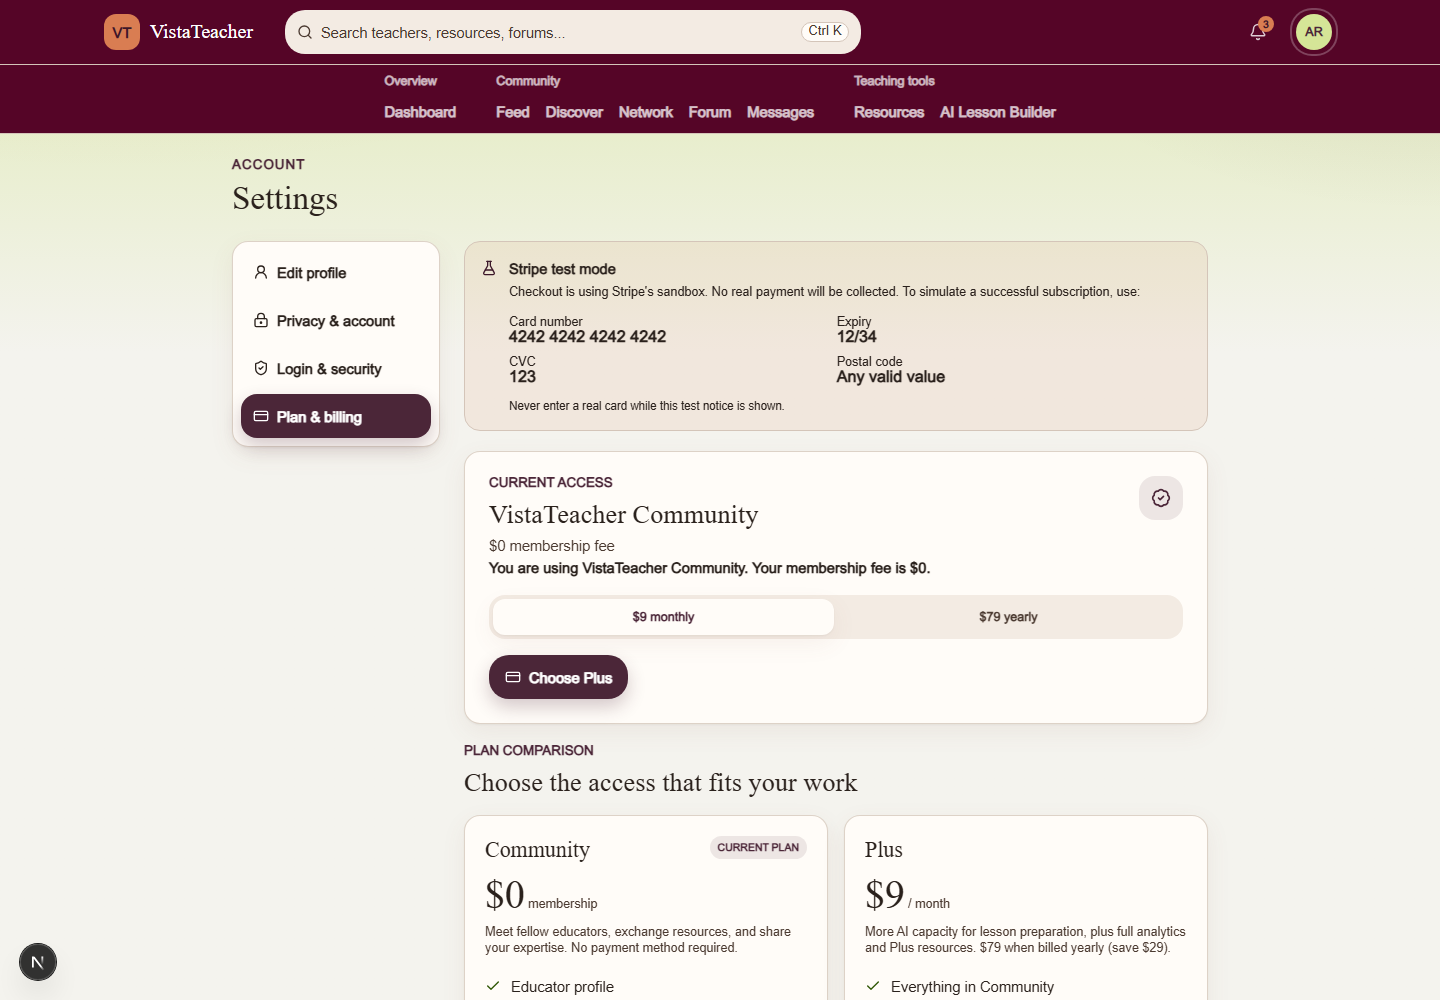 VT VistaTeacher
Search teachers, resources, forums...
Ctrl K
3
AR
Overview
Community
Teaching tools
Dashboard
Feed
Discover
Network
Forum
Messages
Resources
AI Lesson Builder
ACCOUNT
Settings
Edit profile
Privacy & account
Login & security
Plan & billing
Stripe test mode
Checkout is using Stripe's sandbox. No real payment will be collected. To simulate a successful subscription, use:
Card number
4242 4242 4242 4242
Expiry
12/34
CVC
123
Postal code
Any valid value
Never enter a real card while this test notice is shown.
CURRENT ACCESS
VistaTeacher Community
$0 membership fee
You are using VistaTeacher Community. Your membership fee is $0.
$9 monthly
$79 yearly
Choose Plus
PLAN COMPARISON
Choose the access that fits your work
Community
CURRENT PLAN
$0 membership
Meet fellow educators, exchange resources, and share
your expertise. No payment method required.
Educator profile
Plus
$9 / month
More AI capacity for lesson preparation, plus full analytics
and Plus resources. $79 when billed yearly (save $29).
Everything in Community
N